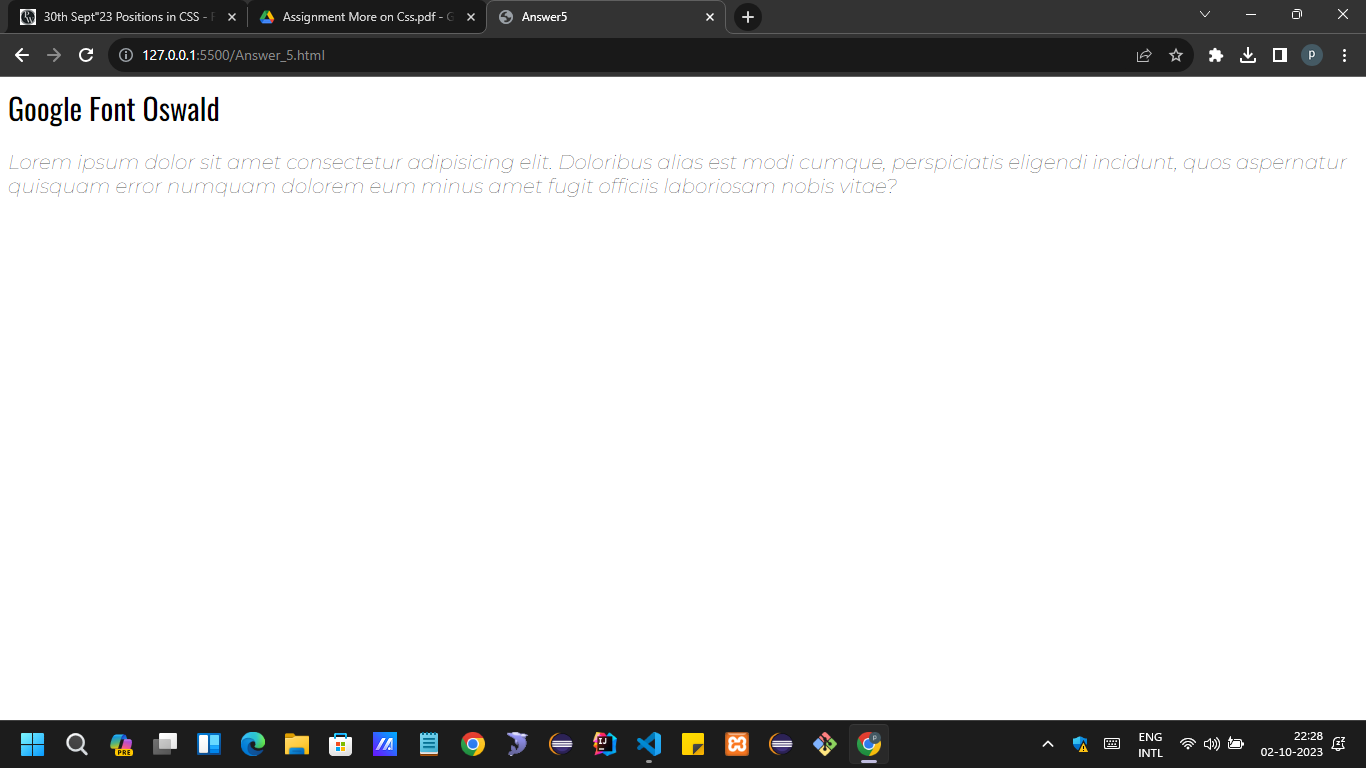 30th Sept"23 Positions in CSS -
Assignment More on Css.pdf - G
Answer5
127.0.0.1:5500/Answer_5.html
p
Google Font Oswald
Lorem ipsum dolor sit amet consectetur adipisicing elit. Doloribus alias est modi cumque, perspiciatis eligendi incidunt, quos aspernatur
quisquam error numquam dolorem eum minus amet fugit officiis laboriosam nobis vitae?
PRE
IJ
ENG
INTL
22:28
02-10-2023